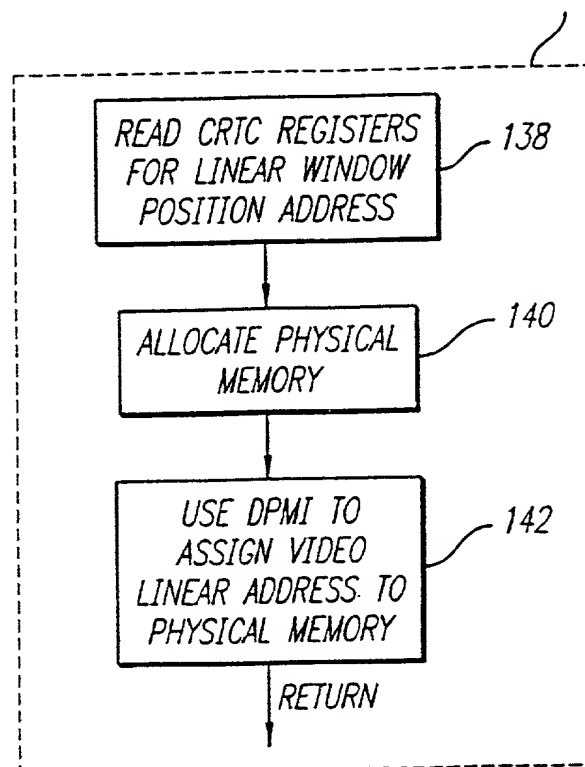 READ CRTC REGISTERS
FOR LINEAR WINDOW
POSITION ADDRESS
138
ALLOCATE PHYSICAL
MEMORY
140
USE DPMI TO
ASSIGN VIDEO
LINEAR ADDRESS TO
PHYSICAL MEMORY
142
RETURN